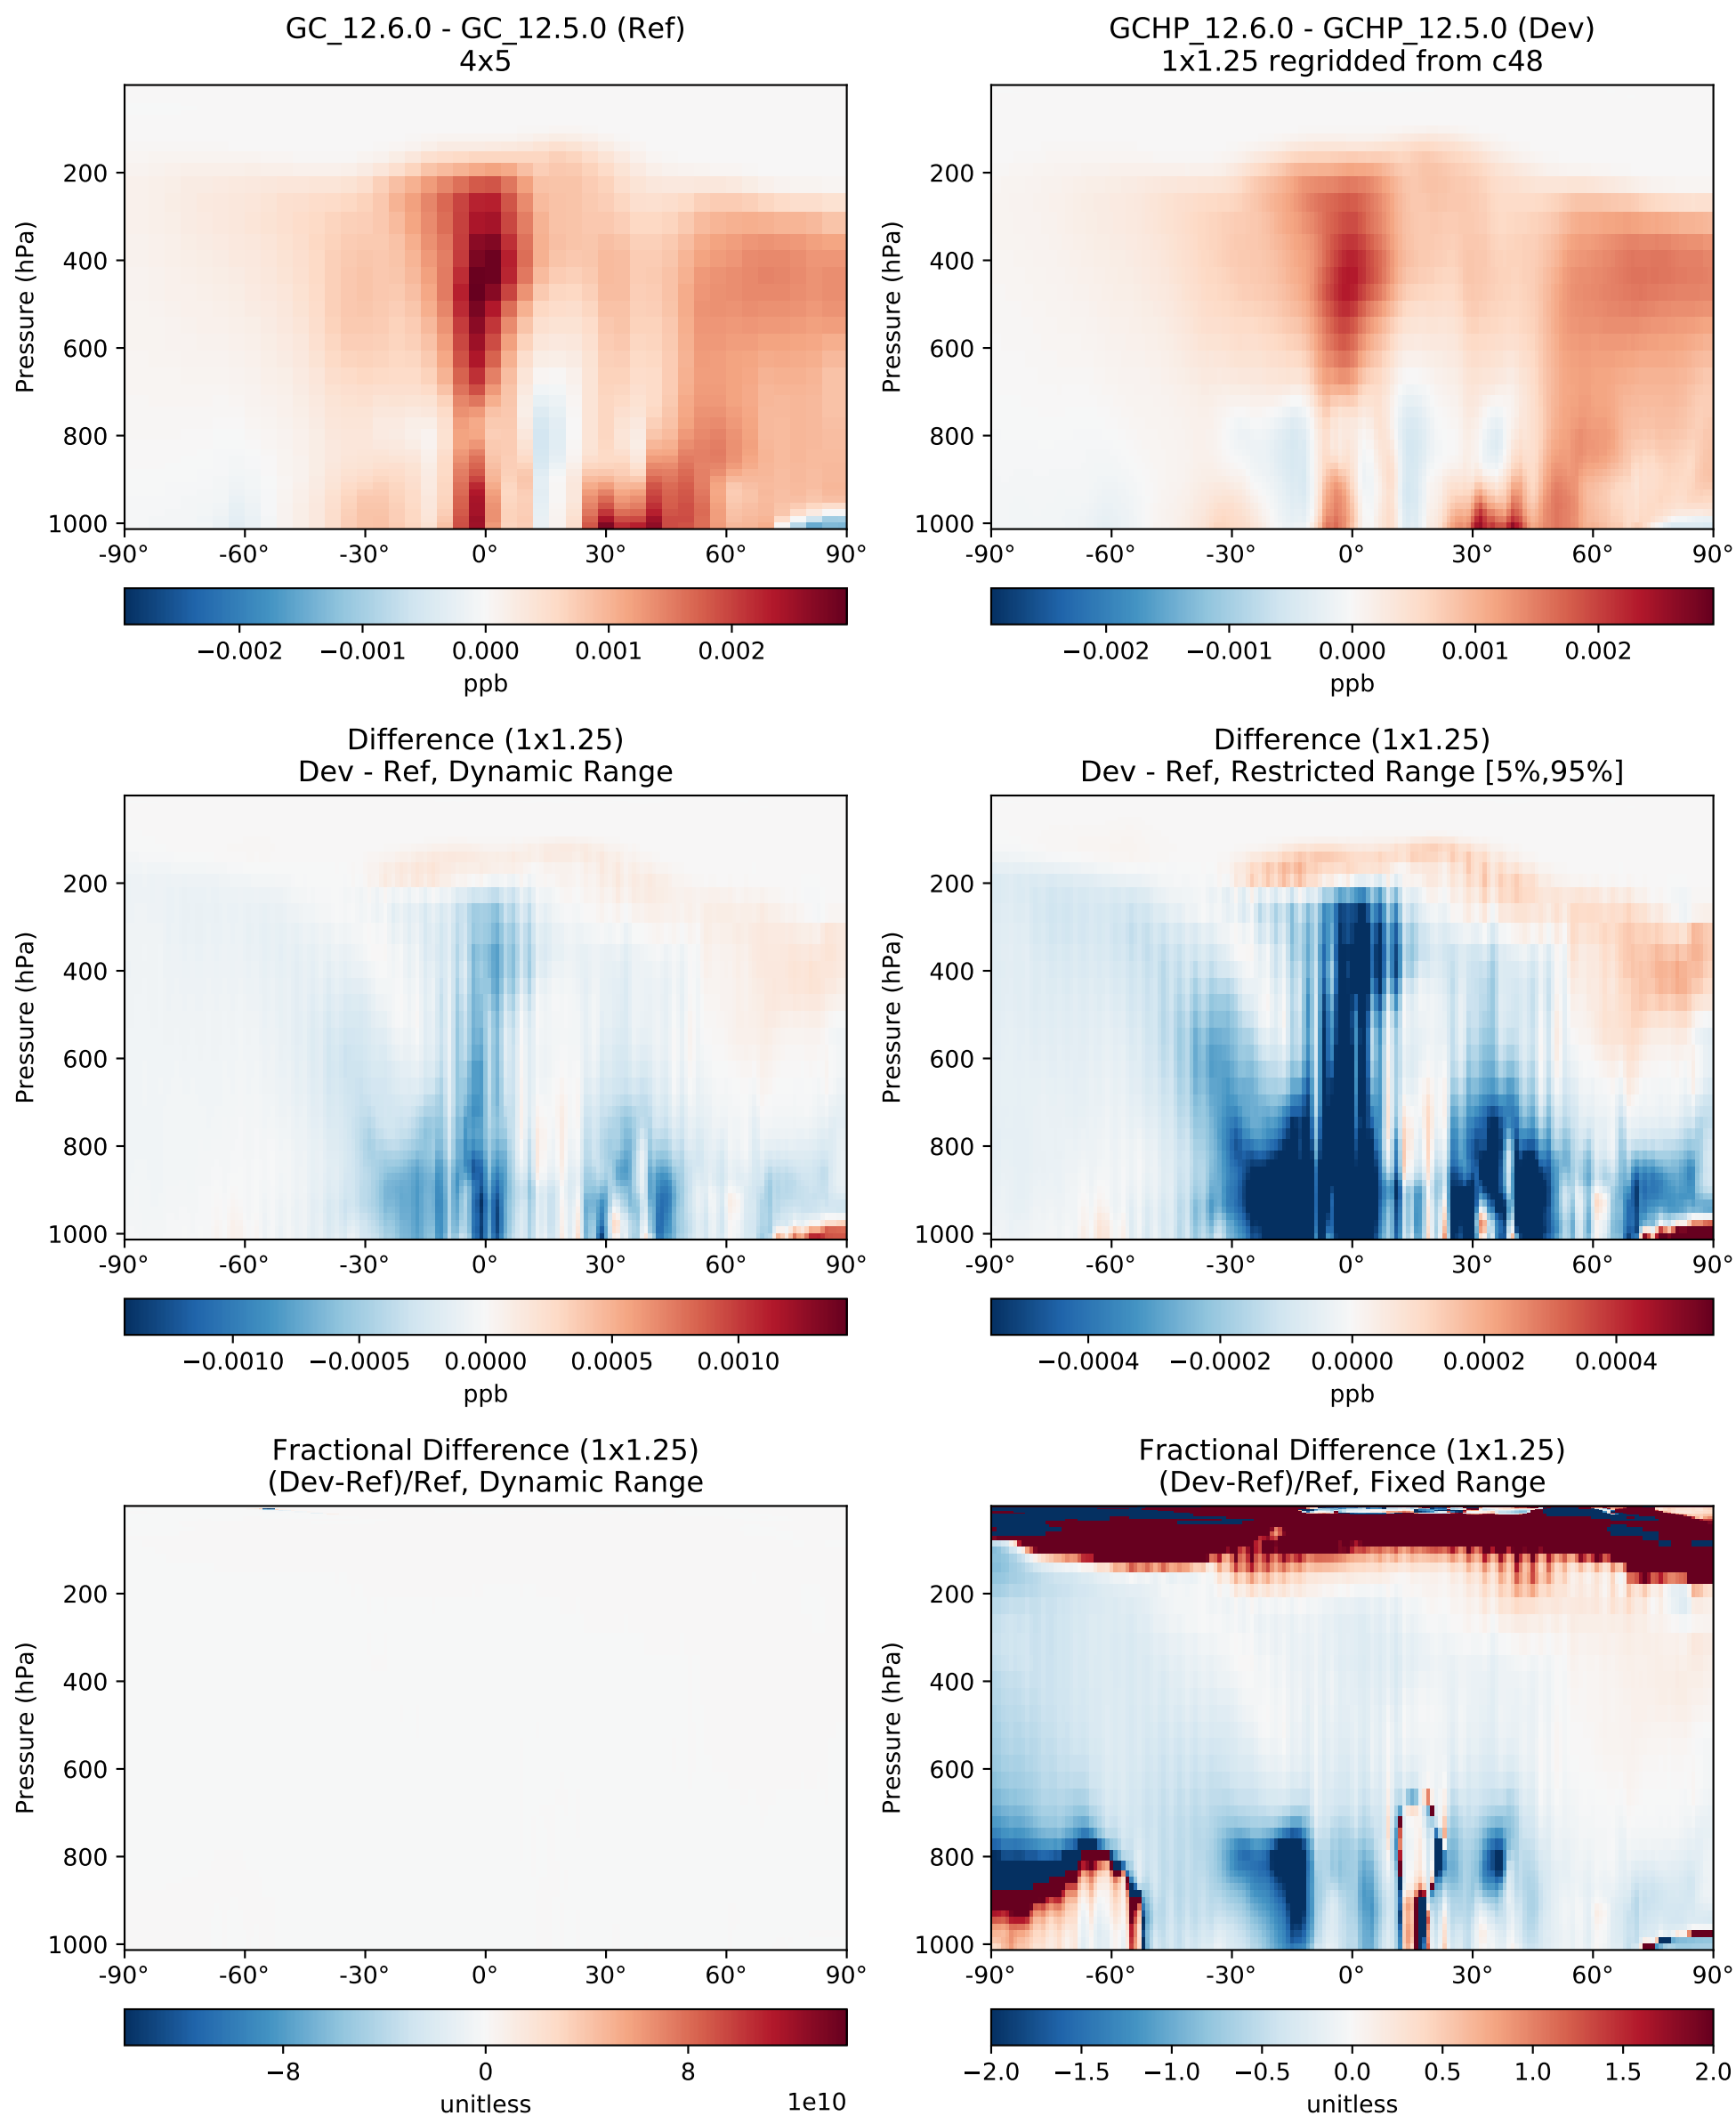 GC_12.6.0 - GC_12.5.0 (Ref)
4x5
Pressure (hPa)
200
400
600
800
1000
-90° -60° -30° 0° 30° 60° 90°
−0.002 −0.001 0.000 0.001 0.002
ppb
GCHP_12.6.0 - GCHP_12.5.0 (Dev)
1x1.25 regridded from c48
Pressure (hPa)
200
400
600
800
1000
-90° -60° -30° 0° 30° 60° 90°
−0.002 −0.001 0.000 0.001 0.002
ppb
Difference (1x1.25)
Dev - Ref, Dynamic Range
Pressure (hPa)
200
400
600
800
1000
-90° -60° -30° 0° 30° 60° 90°
−0.0010 −0.0005 0.0000 0.0005 0.0010
ppb
Difference (1x1.25)
Dev - Ref, Restricted Range [5%,95%]
Pressure (hPa)
200
400
600
800
1000
-90° -60° -30° 0° 30° 60° 90°
−0.0004 −0.0002 0.0000 0.0002 0.0004
ppb
Fractional Difference (1x1.25)
(Dev-Ref)/Ref, Dynamic Range
Pressure (hPa)
200
400
600
800
1000
-90° -60° -30° 0° 30° 60° 90°
−8 0 8
1e10
unitless
Fractional Difference (1x1.25)
(Dev-Ref)/Ref, Fixed Range
Pressure (hPa)
200
400
600
800
1000
-90° -60° -30° 0° 30° 60° 90°
−2.0 −1.5 −1.0 −0.5 0.0 0.5 1.0 1.5 2.0
unitless